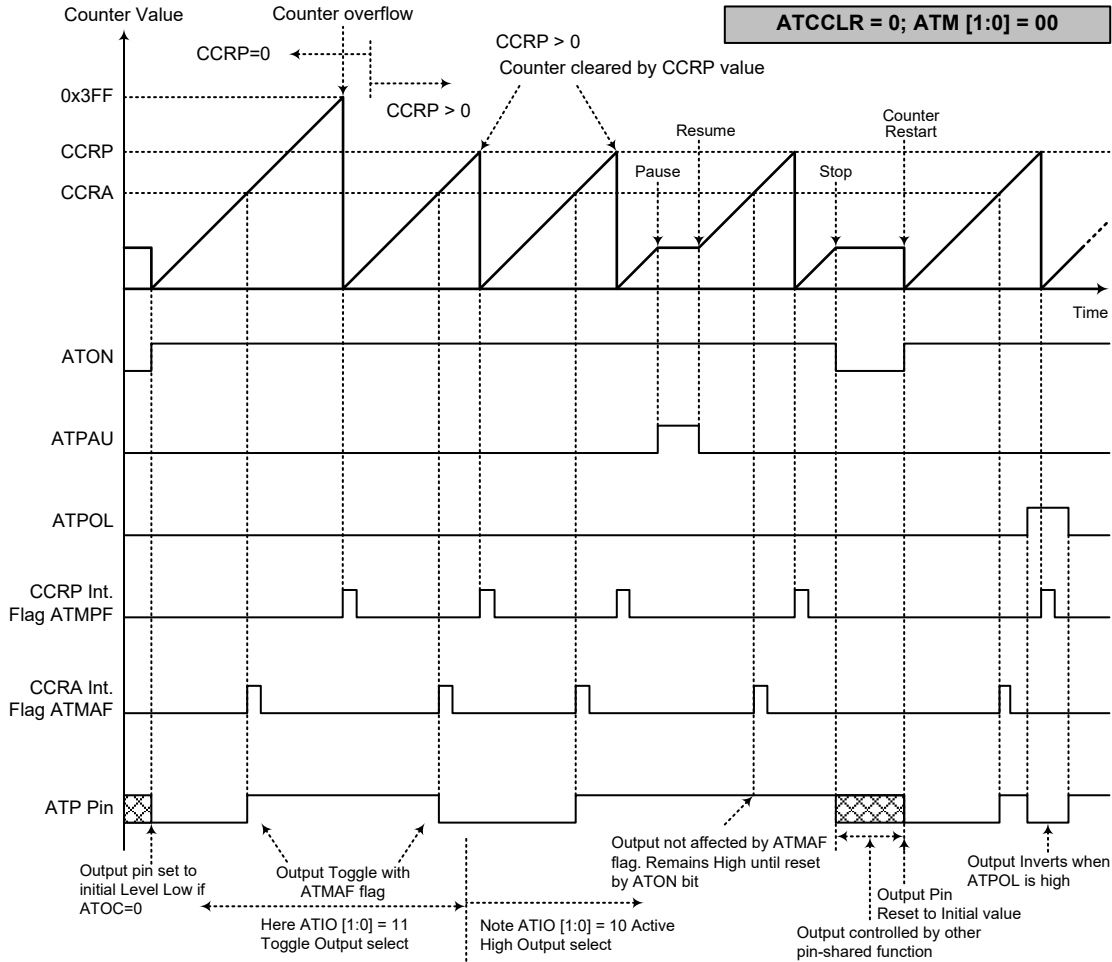 Counter Value
Counter overflow
ATCCLR = 0; ATM [1:0] = 00
CCRP=0
CCRP > 0
CCRP > 0
Counter cleared by CCRP value
0x3FF
CCRP
CCRA
Pause
Resume
Stop
Counter
Restart
Time
ATON
ATPAU
ATPOL
CCRP Int.
Flag ATMPF
CCRA Int.
Flag ATMAF
ATP Pin
Output pin set to
initial Level Low if
ATOC=0
Output Toggle with
ATMAF flag
Here ATIO [1:0] = 11
Toggle Output select
Note ATIO [1:0] = 10 Active
High Output select
Output not affected by ATMAF
flag. Remains High until reset
by ATON bit
Output Pin
Reset to Initial value
Output controlled by other
pin-shared function
Output Inverts when
ATPOL is high